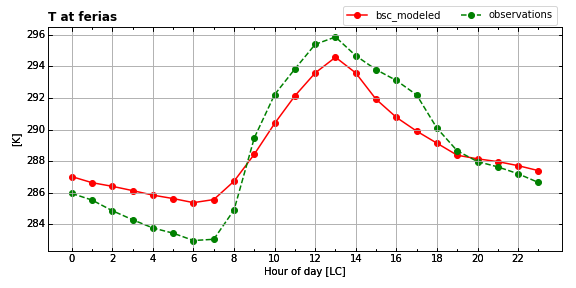 T at ferias
bsc_modeled
observations
296
294
292
290
288
286
284
[K]
0 2 4 6 8 10 12 14 16 18 20 22
Hour of day [LC]